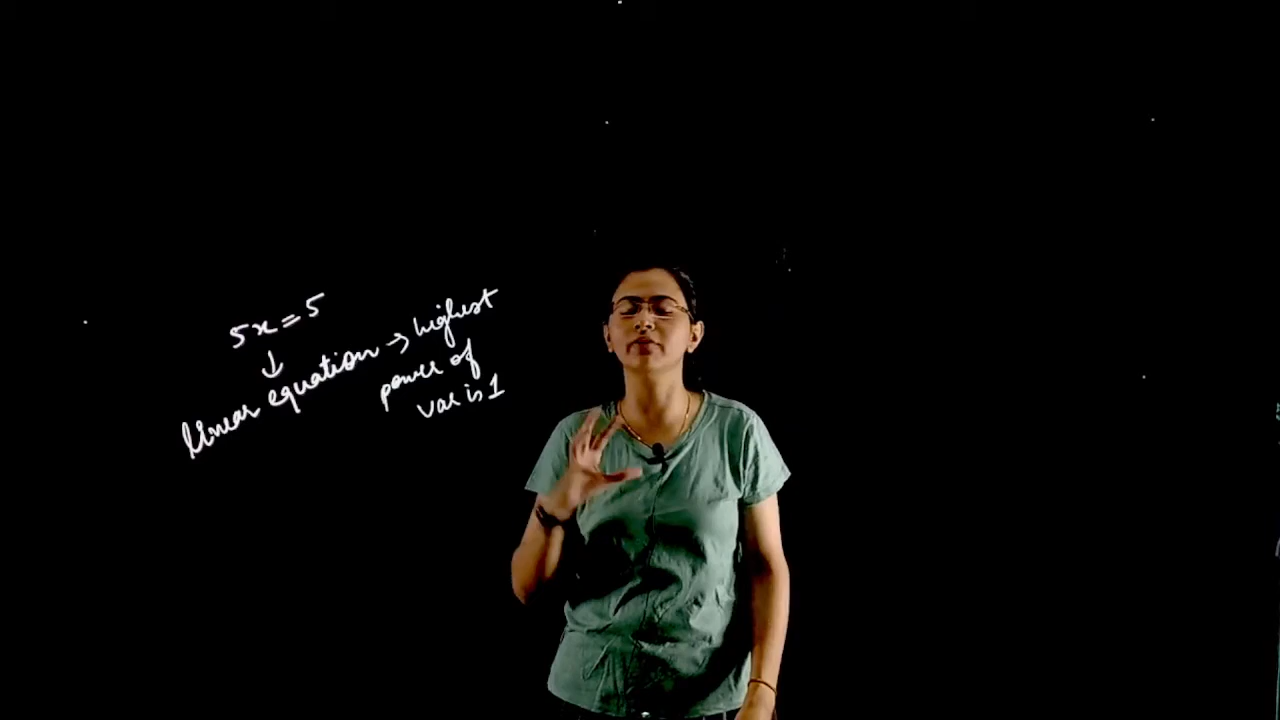 5x = 5
↓
linear equation → highest
power of
var is 1